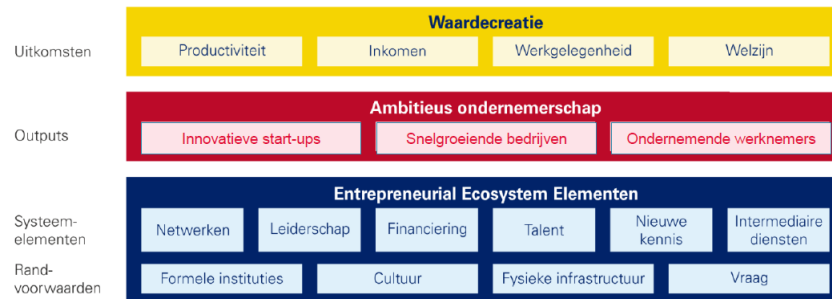 Waardecreatie
Uitkomsten
Productiviteit
Inkomen
Werkgelegenheid
Welzijn
Ambitieus ondernemerschap
Outputs
Innovatieve start-ups
Snelgroeiende bedrijven
Ondernemende werknemers
Entrepreneurial Ecosystem Elementen
Systeem-
elementen
Netwerken
Leiderschap
Financiering
Talent
Nieuwe
kennis
Intermediaire
diensten
Rand-
voorwaarden
Formele instituties
Cultuur
Fysieke infrastructuur
Vraag